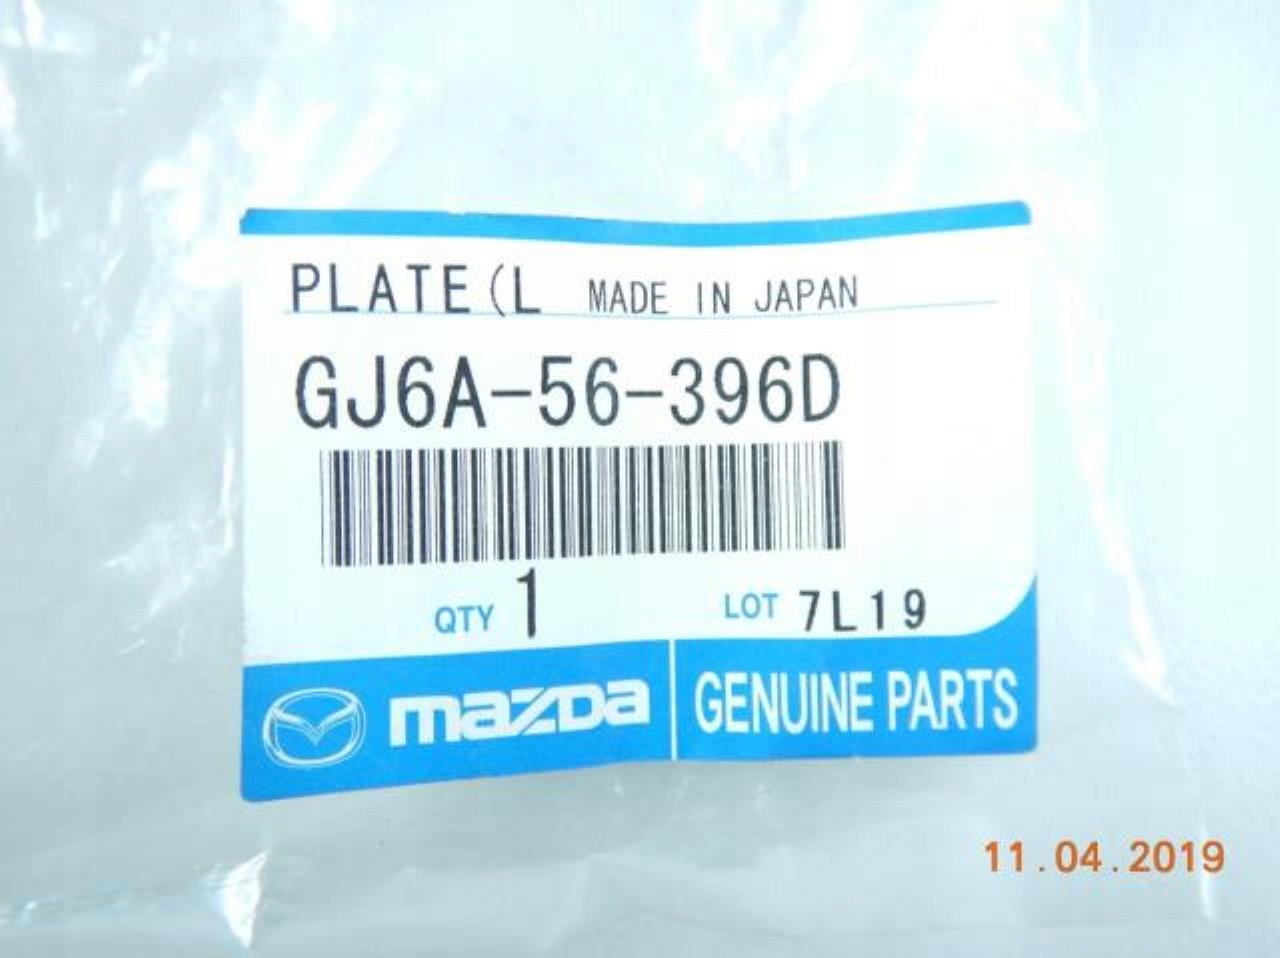 PLATE(L MADE IN JAPAN
GJ6A-56-396D
QTY 1 LOT 7L19
mazda GENUINE PARTS
11.04.2019